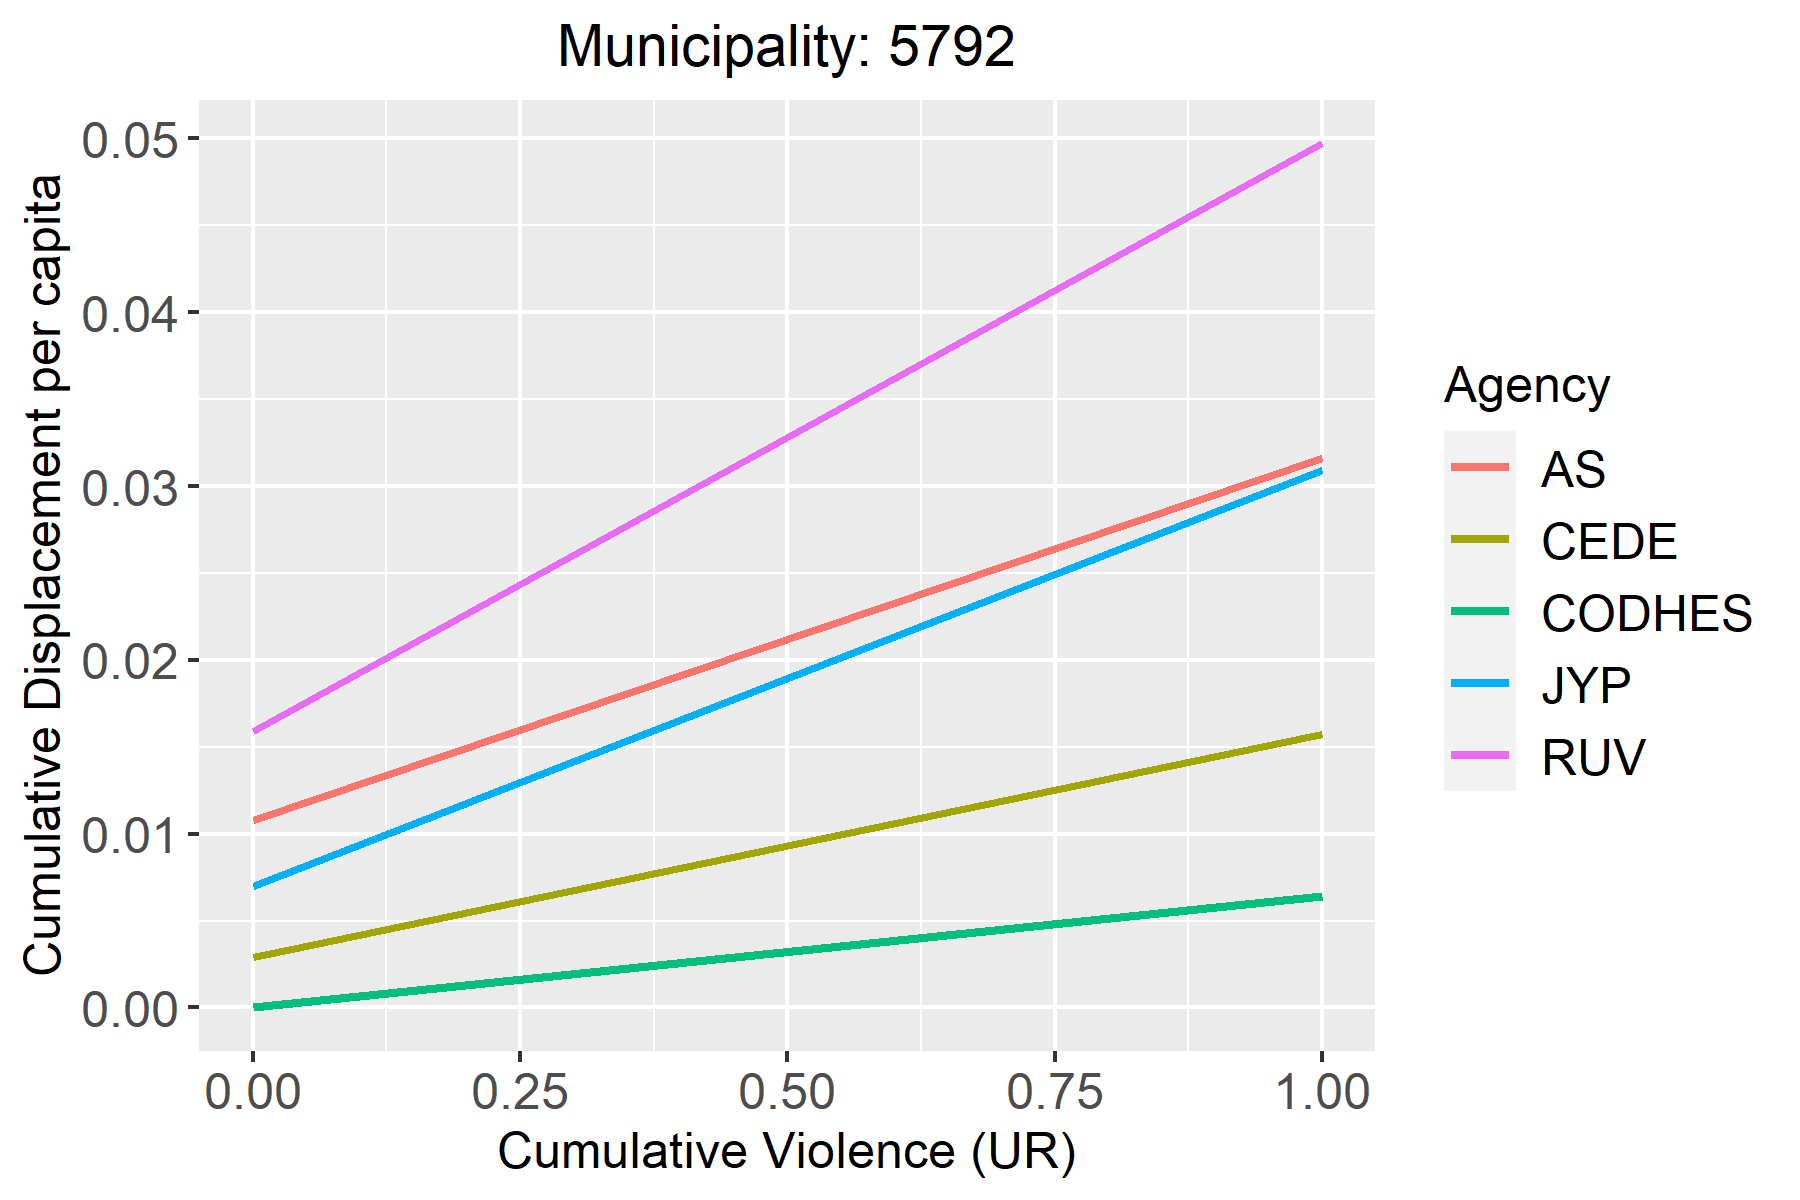 Municipality: 5792
Cumulative Displacement per capita
0.05
0.04
0.03
0.02
0.01
0.00
0.00 0.25 0.50 0.75 1.00
Cumulative Violence (UR)
Agency
AS
CEDE
CODHES
JYP
RUV